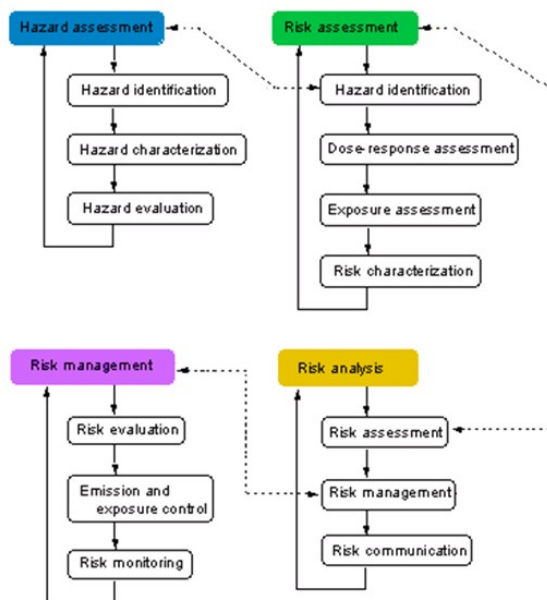 Hazard assessment
Hazard identification
Hazard characterization
Hazard evaluation
Risk assessment
Hazard identification
Dose-response assessment
Exposure assessment
Risk characterization
Risk management
Risk evaluation
Emission and
exposure control
Risk monitoring
Risk analysis
Risk assessment
Risk management
Risk communication